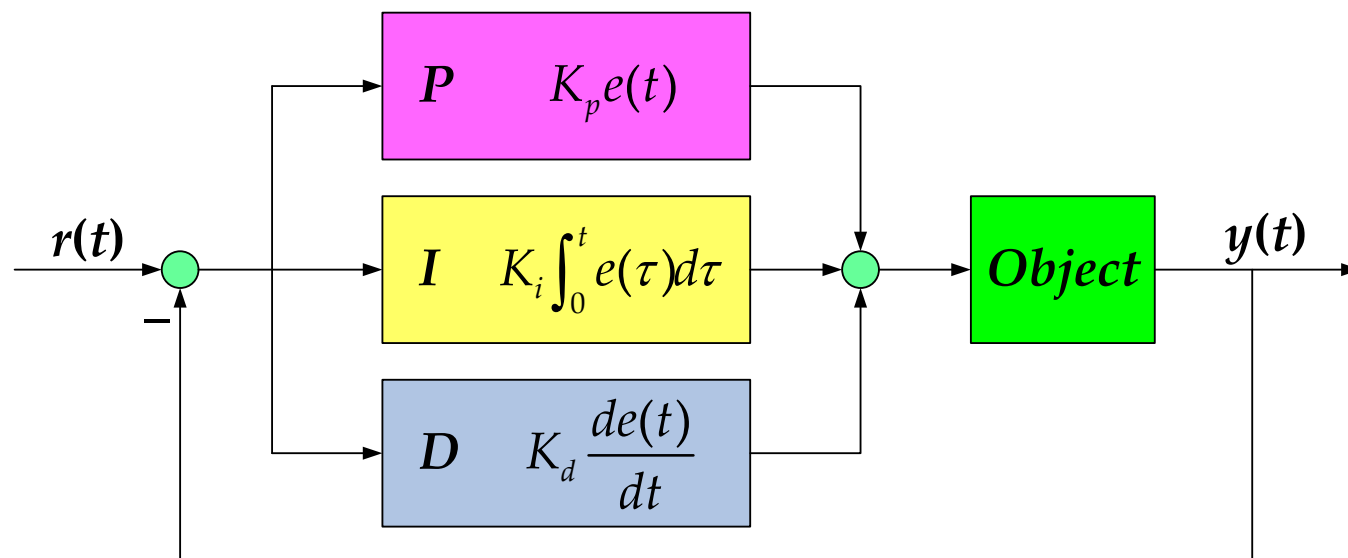 P K_p e(t)
r(t)
I K_i ∫_0^t e(τ)dτ
Object
y(t)
−
D K_d de(t)/dt